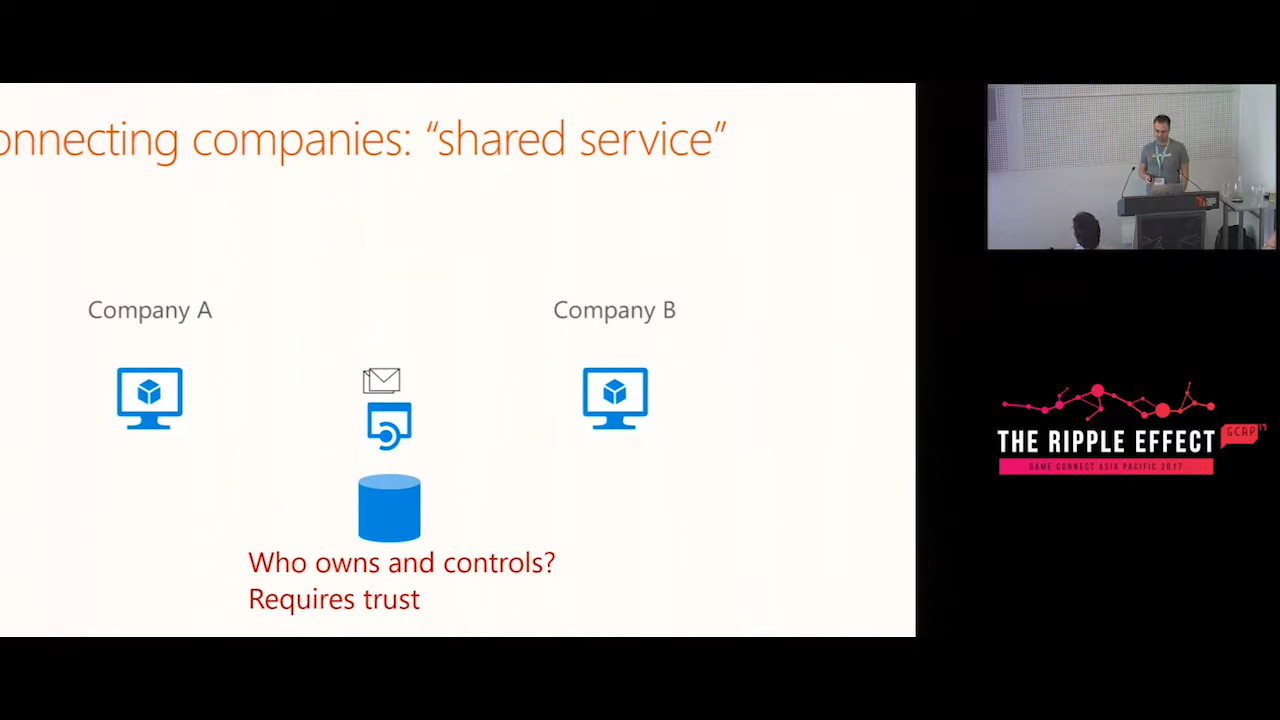 onnecting companies: “shared service”
Company A
Company B
Who owns and controls?
Requires trust
THE RIPPLE EFFECT
GCAP 17
GAME CONNECT ASIA PACIFIC 2017